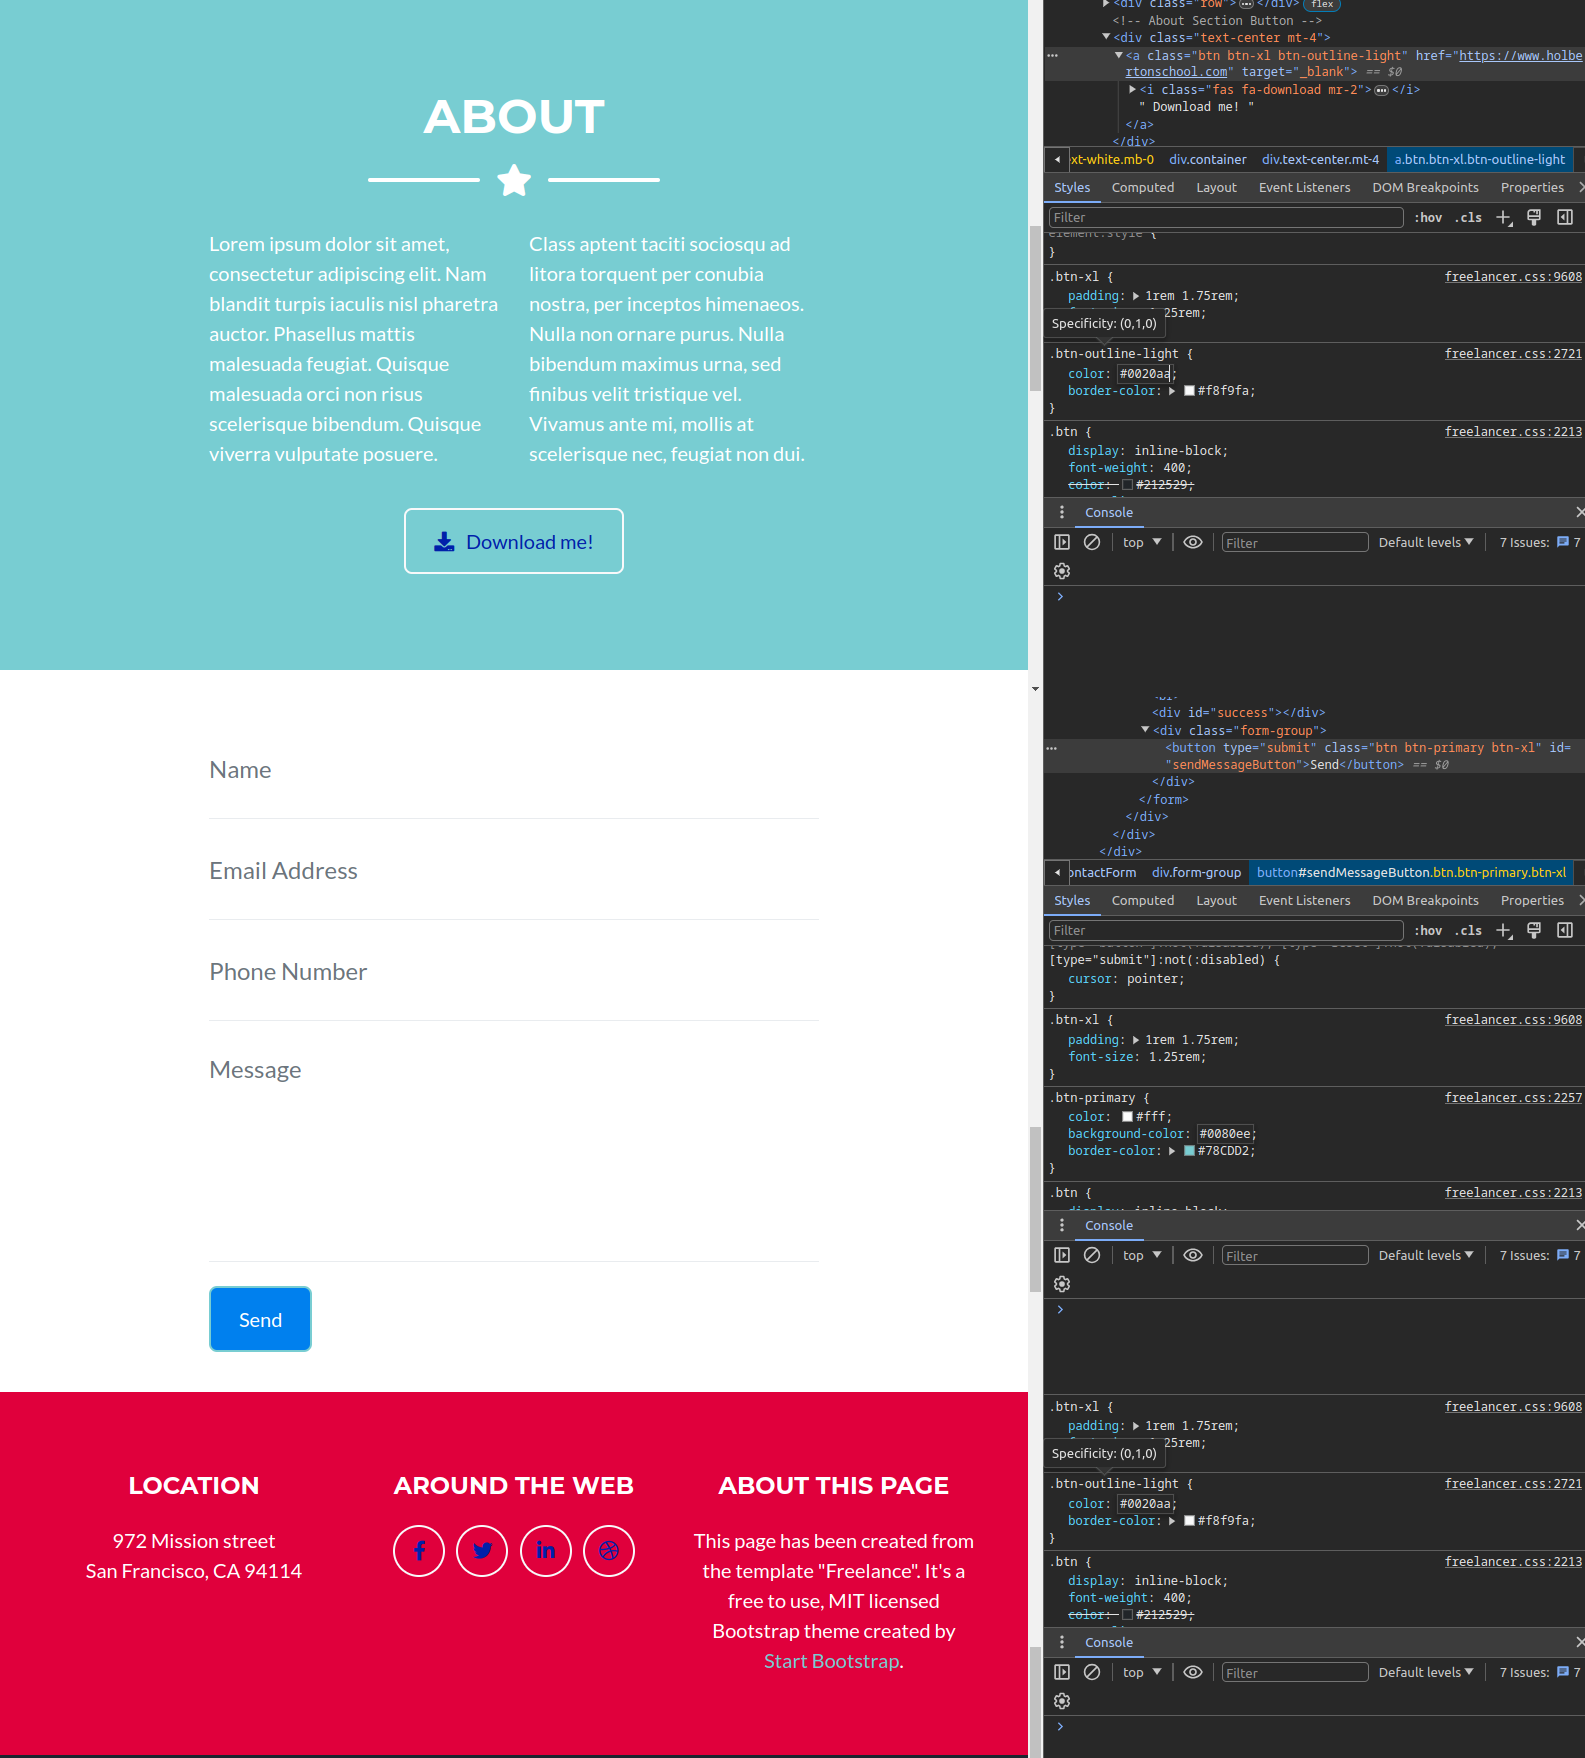 ABOUT
Lorem ipsum dolor sit amet,
consectetur adipiscing elit. Nam
blandit turpis iaculis nisl pharetra
auctor. Phasellus mattis
malesuada feugiat. Quisque
malesuada orci non risus
scelerisque bibendum. Quisque
viverra vulputate posuere.
Class aptent taciti sociosqu ad
litora torquent per conubia
nostra, per inceptos himenaeos.
Nulla non ornare purus. Nulla
bibendum maximus urna, sed
finibus velit tristique vel.
Vivamus ante mi, mollis at
scelerisque nec, feugiat non dui.
Download me!
Name
Email Address
Phone Number
Message
Send
LOCATION
972 Mission street
San Francisco, CA 94114
AROUND THE WEB
ABOUT THIS PAGE
This page has been created from
the template "Freelance". It's a
free to use, MIT licensed
Bootstrap theme created by
Start Bootstrap.
<div class="row"> … </div> flex
<!-- About Section Button -->
<div class="text-center mt-4">
<a class="btn btn-xl btn-outline-light" href="https://www.holbe
rtonschool.com" target="_blank"> == $0
<i class="fas fa-download mr-2"> … </i>
" Download me! "
</a>
</div>
ext-white.mb-0 div.container div.text-center.mt-4 a.btn.btn-xl.btn-outline-light
Styles Computed Layout Event Listeners DOM Breakpoints Properties
Filter :hov .cls
element.style {
}
.btn-xl { freelancer.css:9608
padding: 1rem 1.75rem;
25rem;
Specificity: (0,1,0)
.btn-outline-light { freelancer.css:2721
color: #0020aa;
border-color: #f8f9fa;
}
.btn { freelancer.css:2213
display: inline-block;
font-weight: 400;
color: #212529;
Console
top Filter Default levels 7 Issues: 7
>
<div id="success"></div>
<div class="form-group">
<button type="submit" class="btn btn-primary btn-xl" id=
"sendMessageButton">Send</button> == $0
</div>
</form>
</div>
</div>
</div>
ontactForm div.form-group button#sendMessageButton.btn.btn-primary.btn-xl
Styles Computed Layout Event Listeners DOM Breakpoints Properties
Filter :hov .cls
[type="submit"]:not(:disabled) {
cursor: pointer;
}
.btn-xl { freelancer.css:9608
padding: 1rem 1.75rem;
font-size: 1.25rem;
}
.btn-primary { freelancer.css:2257
color: #fff;
background-color: #0080ee;
border-color: #78CDD2;
}
.btn { freelancer.css:2213
Console
top Filter Default levels 7 Issues: 7
>
.btn-xl { freelancer.css:9608
padding: 1rem 1.75rem;
25rem;
Specificity: (0,1,0)
.btn-outline-light { freelancer.css:2721
color: #0020aa;
border-color: #f8f9fa;
}
.btn { freelancer.css:2213
display: inline-block;
font-weight: 400;
color: #212529;
Console
top Filter Default levels 7 Issues: 7
>